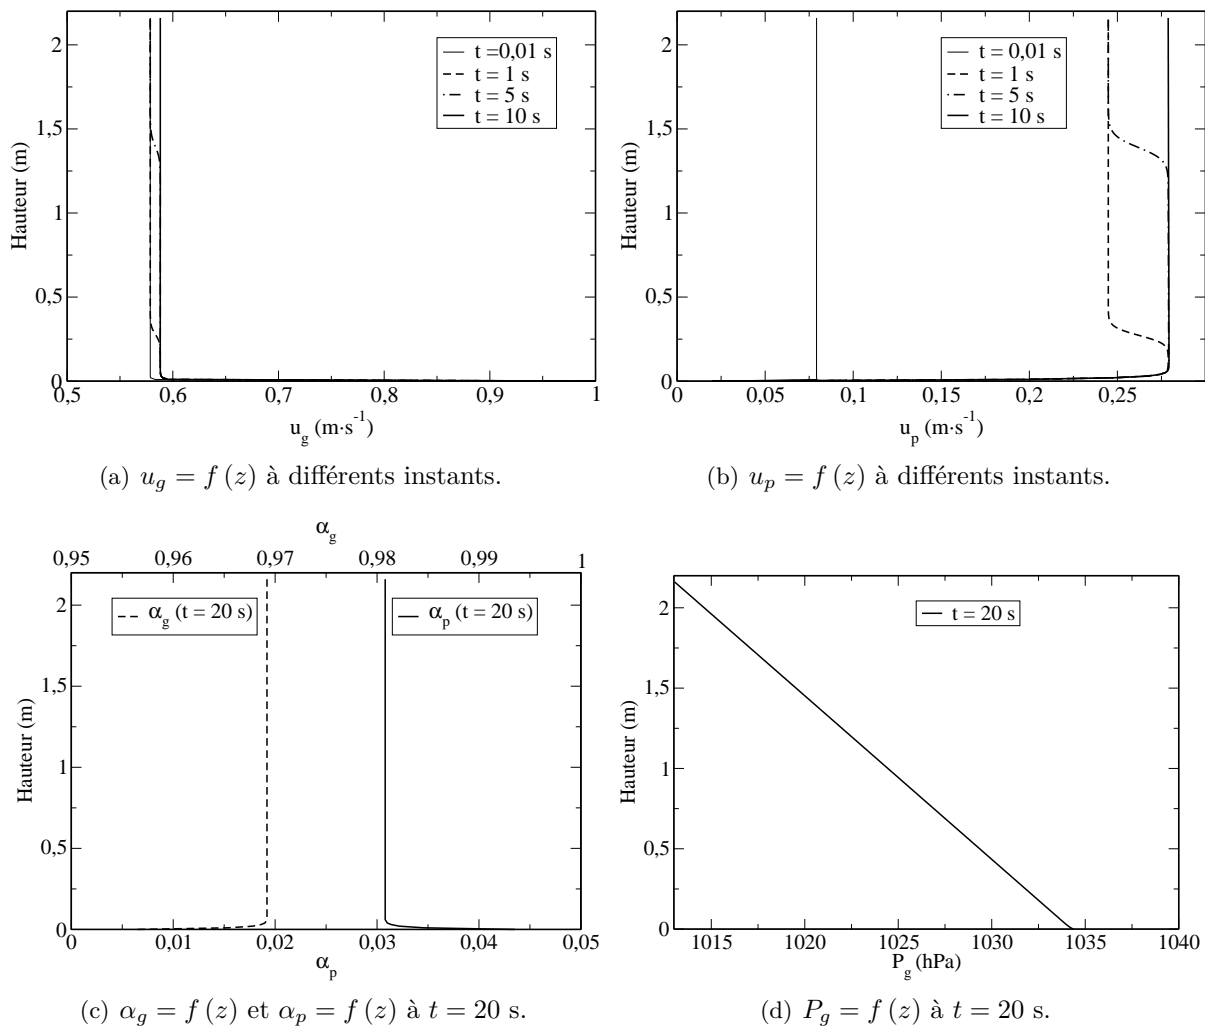 2
1,5
1
0,5
0
Hauteur (m)
0,5 0,6 0,7 0,8 0,9 1
u_g (m·s⁻¹)
t =0,01 s
t = 1 s
t = 5 s
t = 10 s
(a) u_g = f (z) à différents instants.
2
1,5
1
0,5
0
Hauteur (m)
0 0,05 0,1 0,15 0,2 0,25
u_p (m·s⁻¹)
t = 0,01 s
t = 1 s
t = 5 s
t = 10 s
(b) u_p = f (z) à différents instants.
α_g
0,95 0,96 0,97 0,98 0,99 1
2
1,5
1
0,5
0
Hauteur (m)
α_g (t = 20 s)
α_p (t = 20 s)
0 0,01 0,02 0,03 0,04 0,05
α_p
(c) α_g = f (z) et α_p = f (z) à t = 20 s.
2
1,5
1
0,5
0
Hauteur (m)
t = 20 s
1015 1020 1025 1030 1035 1040
P_g (hPa)
(d) P_g = f (z) à t = 20 s.